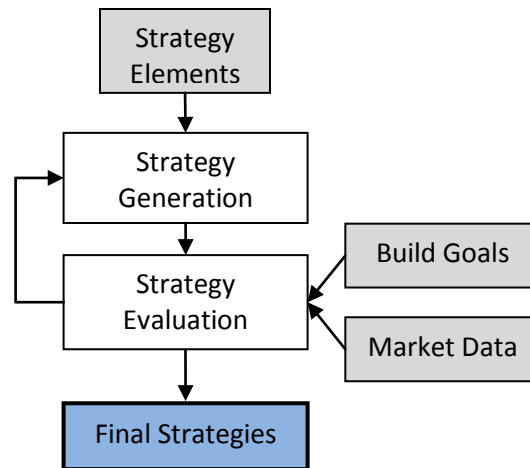 Strategy
Elements
Strategy
Generation
Strategy
Evaluation
Build Goals
Market Data
Final Strategies